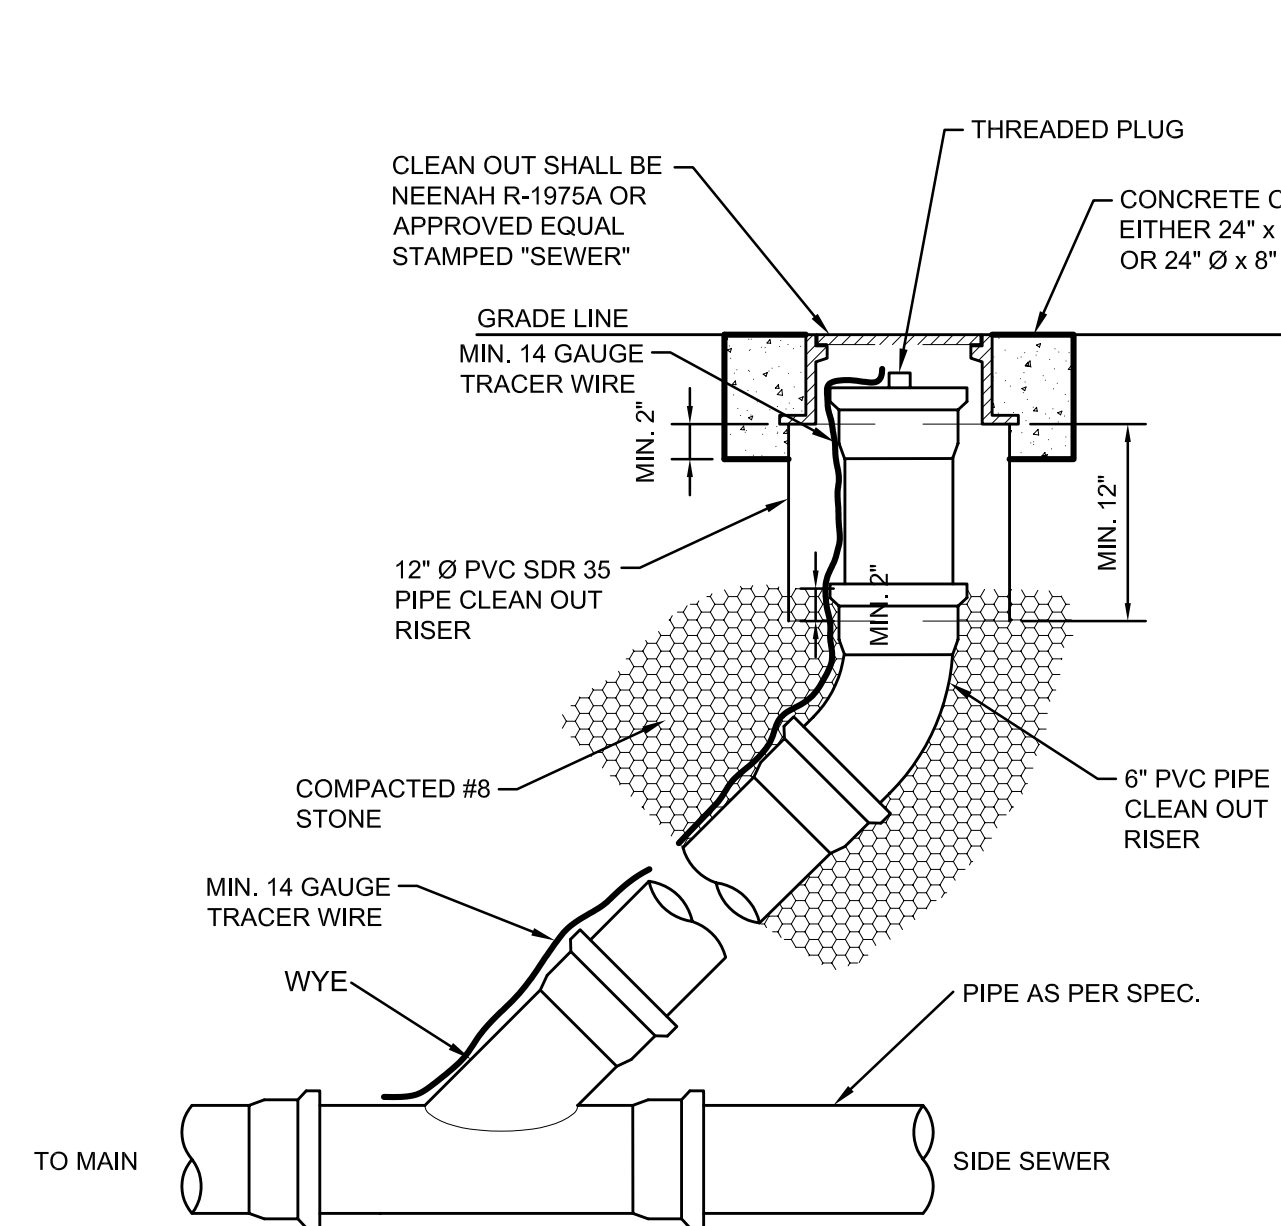 THREADED PLUG
CLEAN OUT SHALL BE
NEENAH R-1975A OR
APPROVED EQUAL
STAMPED "SEWER"
CONCRETE
EITHER 24" x
OR 24" Ø x 8"
GRADE LINE
MIN. 14 GAUGE
TRACER WIRE
MIN. 2"
MIN. 12"
12" Ø PVC SDR 35
PIPE CLEAN OUT
RISER
MIN. 2"
COMPACTED #8
STONE
6" PVC PIPE
CLEAN OUT
RISER
MIN. 14 GAUGE
TRACER WIRE
WYE
PIPE AS PER SPEC.
TO MAIN
SIDE SEWER